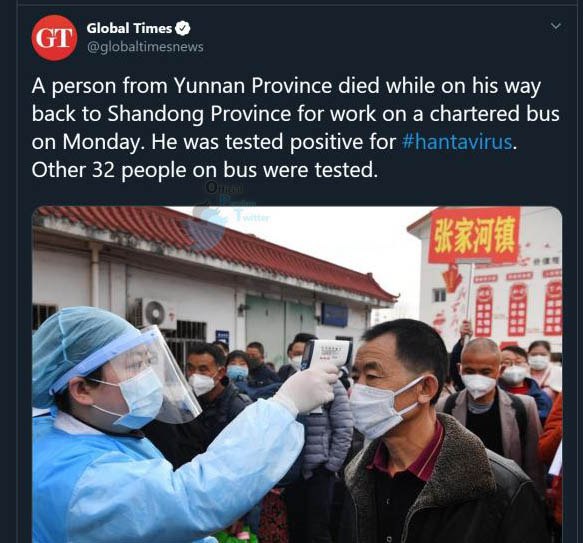 GT
Global Times
@globaltimesnews
A person from Yunnan Province died while on his way
back to Shandong Province for work on a chartered bus
on Monday. He was tested positive for #hantavirus.
Other 32 people on bus were tested.
Official
Twitter
张家河镇